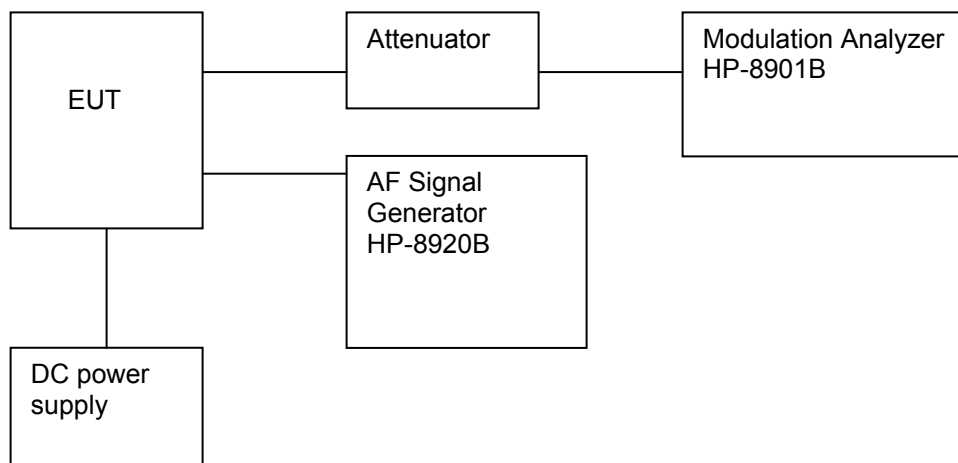 EUT
Attenuator
Modulation Analyzer
HP-8901B
AF Signal
Generator
HP-8920B
DC power
supply